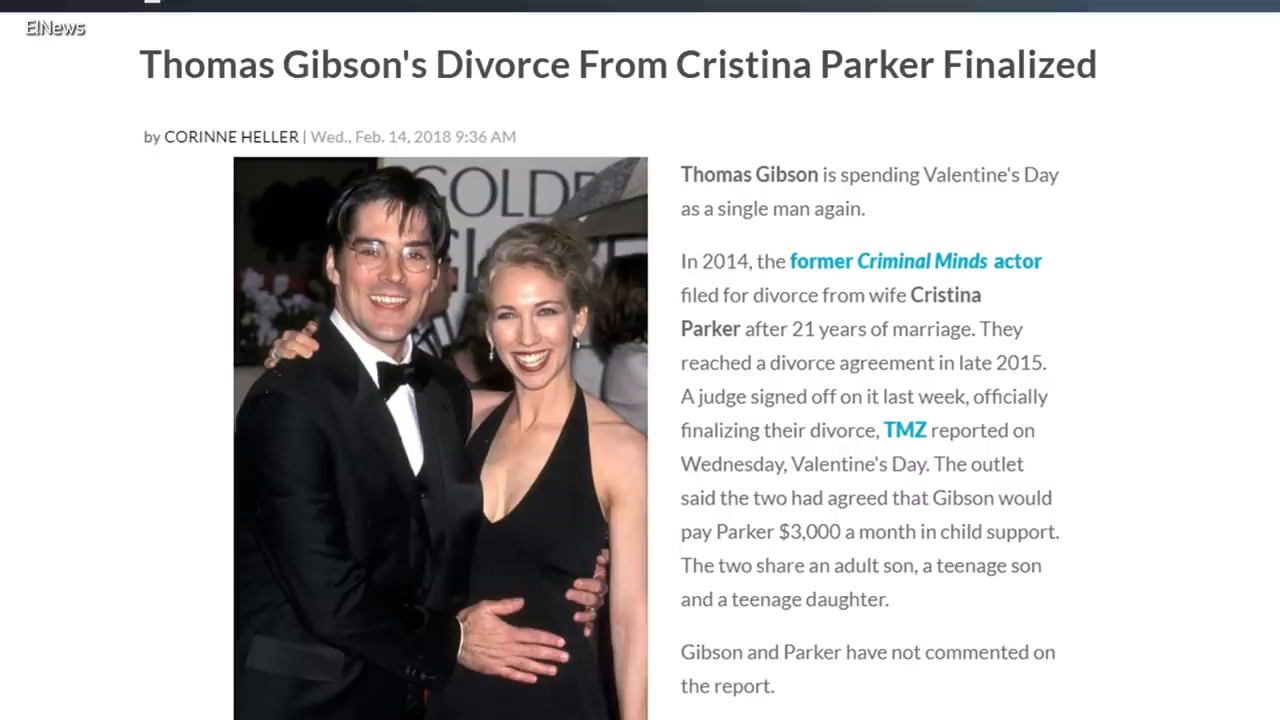 E!News
Thomas Gibson's Divorce From Cristina Parker Finalized
by CORINNE HELLER | Wed., Feb. 14, 2018 9:36 AM
GOLD
Thomas Gibson is spending Valentine's Day
as a single man again.
In 2014, the former Criminal Minds actor
filed for divorce from wife Cristina
Parker after 21 years of marriage. They
reached a divorce agreement in late 2015.
A judge signed off on it last week, officially
finalizing their divorce, TMZ reported on
Wednesday, Valentine's Day. The outlet
said the two had agreed that Gibson would
pay Parker $3,000 a month in child support.
The two share an adult son, a teenage son
and a teenage daughter.
Gibson and Parker have not commented on
the report.